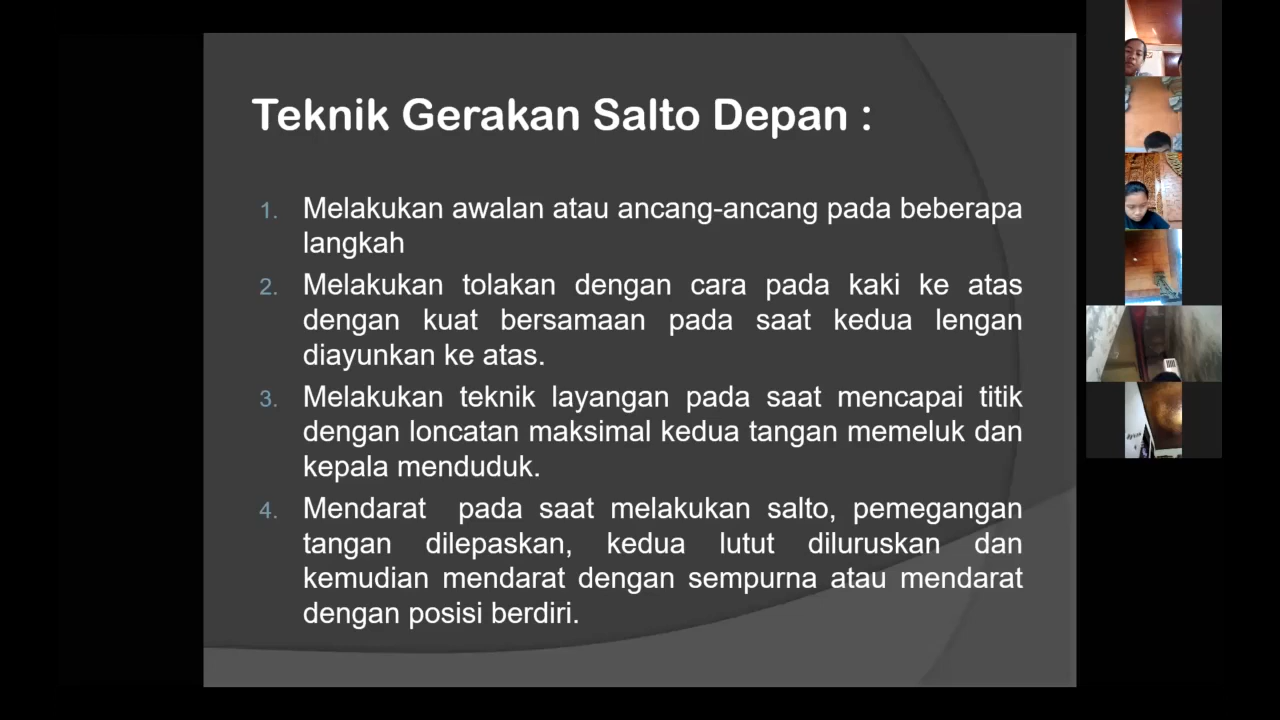 Teknik Gerakan Salto Depan :
1. Melakukan awalan atau ancang-ancang pada beberapa
langkah
2. Melakukan tolakan dengan cara pada kaki ke atas
dengan kuat bersamaan pada saat kedua lengan
diayunkan ke atas.
3. Melakukan teknik layangan pada saat mencapai titik
dengan loncatan maksimal kedua tangan memeluk dan
kepala menduduk.
4. Mendarat pada saat melakukan salto, pemegangan
tangan dilepaskan, kedua lutut diluruskan dan
kemudian mendarat dengan sempurna atau mendarat
dengan posisi berdiri.